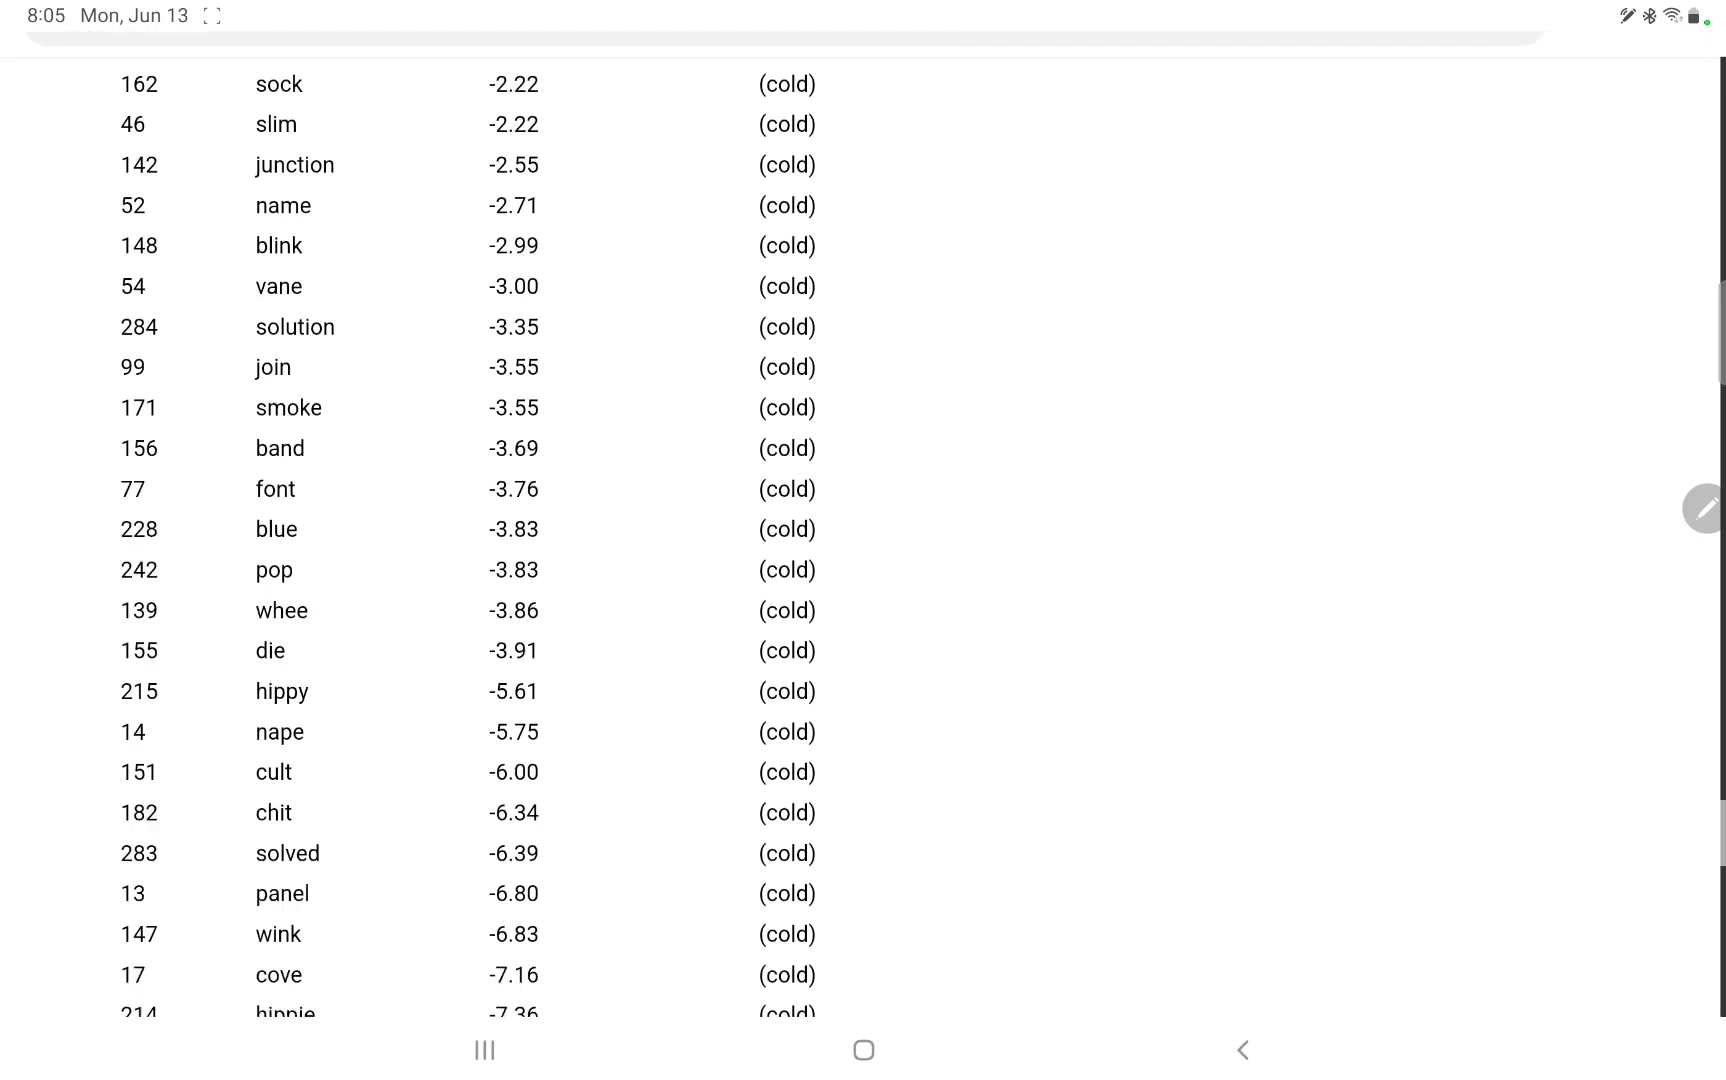 8:05 Mon, Jun 13
162 sock -2.22 (cold)
46 slim -2.22 (cold)
142 junction -2.55 (cold)
52 name -2.71 (cold)
148 blink -2.99 (cold)
54 vane -3.00 (cold)
284 solution -3.35 (cold)
99 join -3.55 (cold)
171 smoke -3.55 (cold)
156 band -3.69 (cold)
77 font -3.76 (cold)
228 blue -3.83 (cold)
242 pop -3.83 (cold)
139 whee -3.86 (cold)
155 die -3.91 (cold)
215 hippy -5.61 (cold)
14 nape -5.75 (cold)
151 cult -6.00 (cold)
182 chit -6.34 (cold)
283 solved -6.39 (cold)
13 panel -6.80 (cold)
147 wink -6.83 (cold)
17 cove -7.16 (cold)
214 hippie -7.36 (cold)